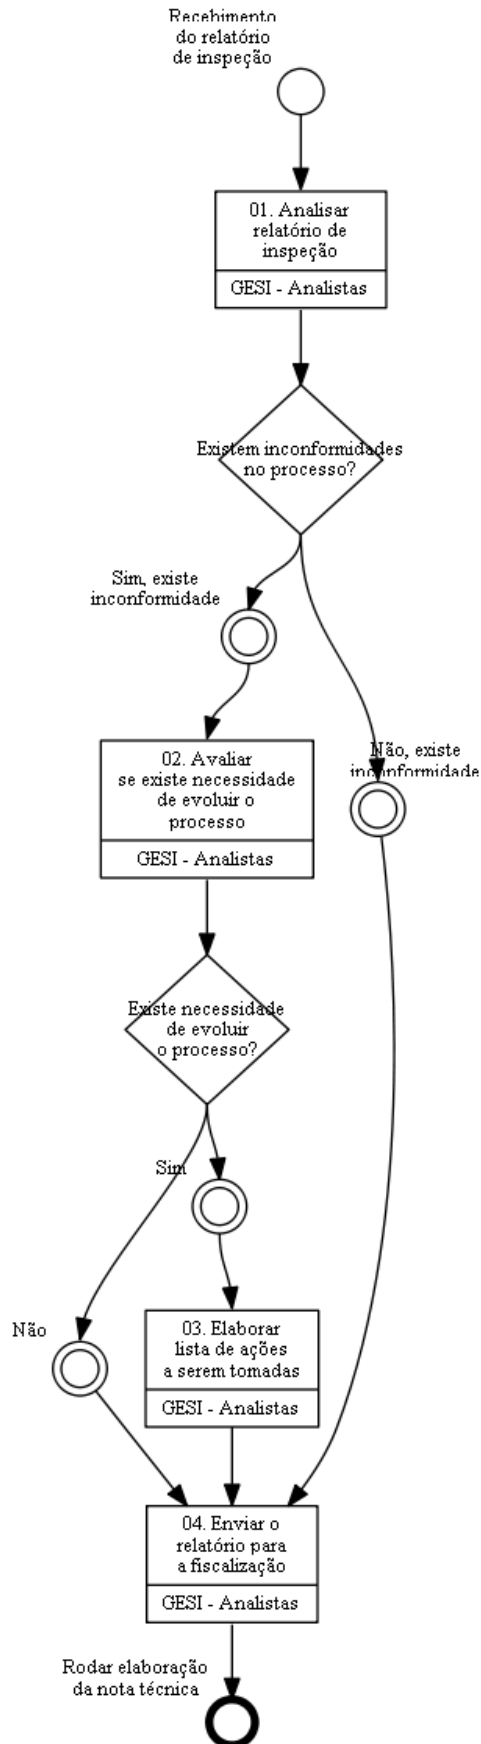 Recebimento
do relatório
de inspeção
01. Analisar
relatório de
inspeção
GESI - Analistas
Existem inconformidades
no processo?
Sim, existe
inconformidade
Não, existe
inconformidade
02. Avaliar
se existe necessidade
de evoluir o
processo
GESI - Analistas
Existe necessidade
de evoluir
o processo?
Sim
Não
03. Elaborar
lista de ações
a serem tomadas
GESI - Analistas
04. Enviar o
relatório para
a fiscalização
GESI - Analistas
Rodar elaboração
da nota técnica